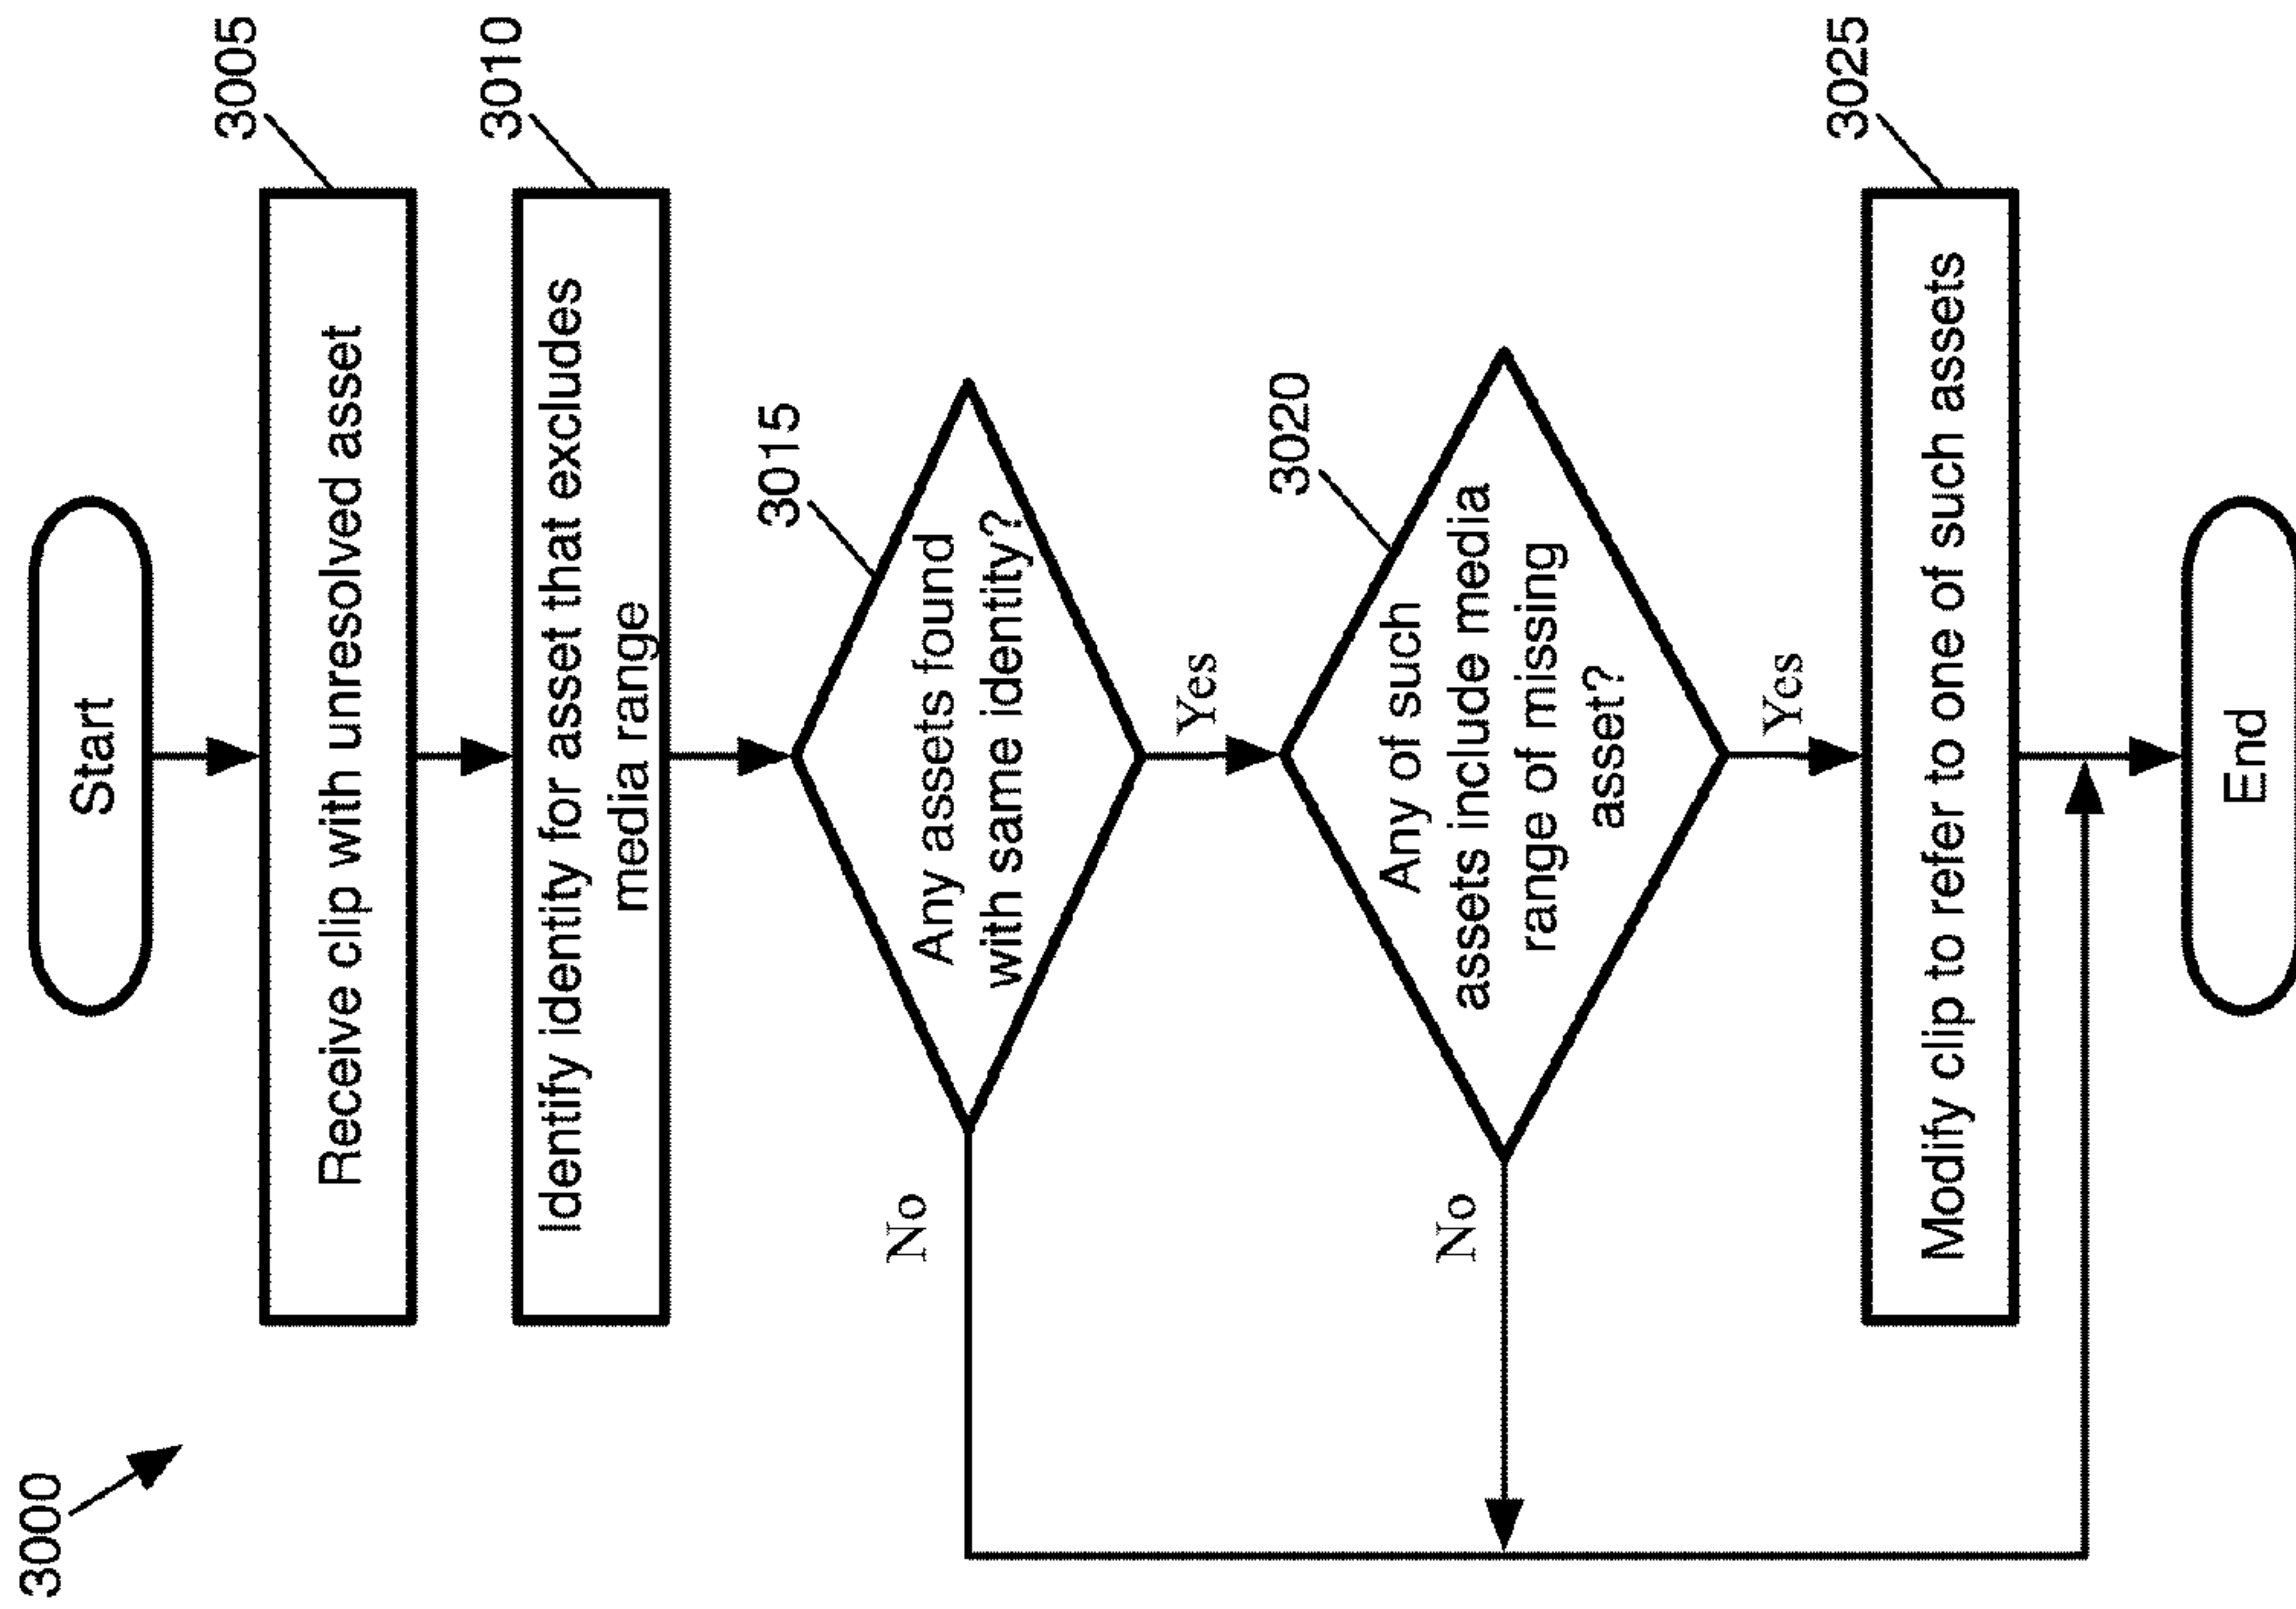 3000
Start
3005
Receive clip with unresolved asset
3010
Identify identity for asset that excludes
media range
3015
Any assets found
with same identity?
No
Yes
3020
Any of such
assets include media
range of missing
asset?
No
Yes
3025
Modify clip to refer to one of such assets
End